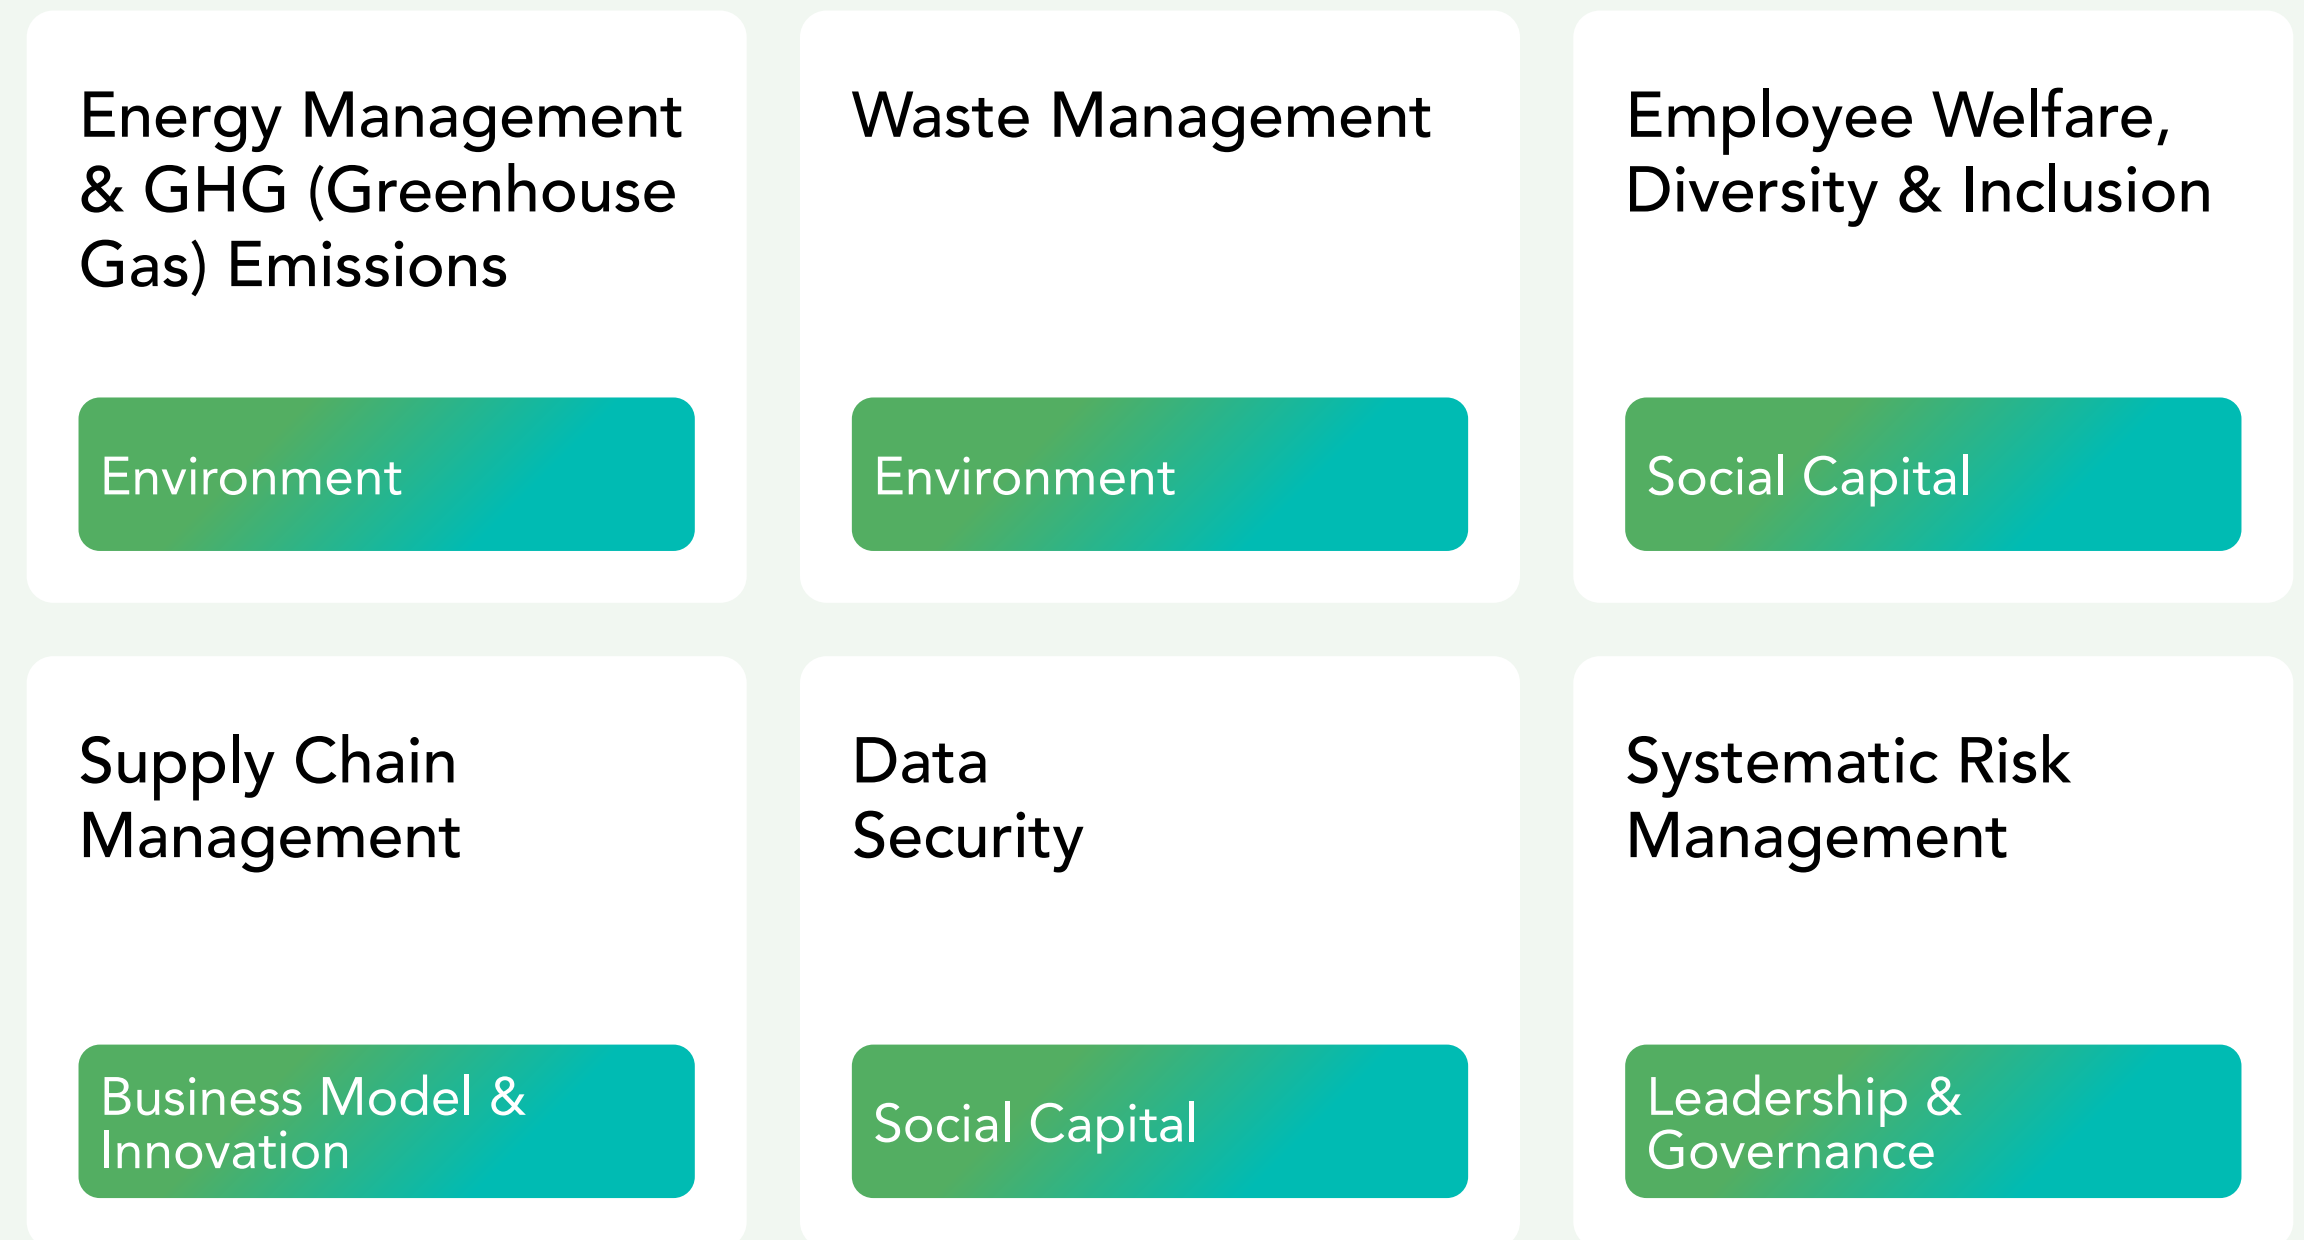 Energy Management
& GHG (Greenhouse
Gas) Emissions
Environment
Waste Management
Environment
Employee Welfare,
Diversity & Inclusion
Social Capital
Supply Chain
Management
Business Model &
Innovation
Data
Security
Social Capital
Systematic Risk
Management
Leadership &
Governance